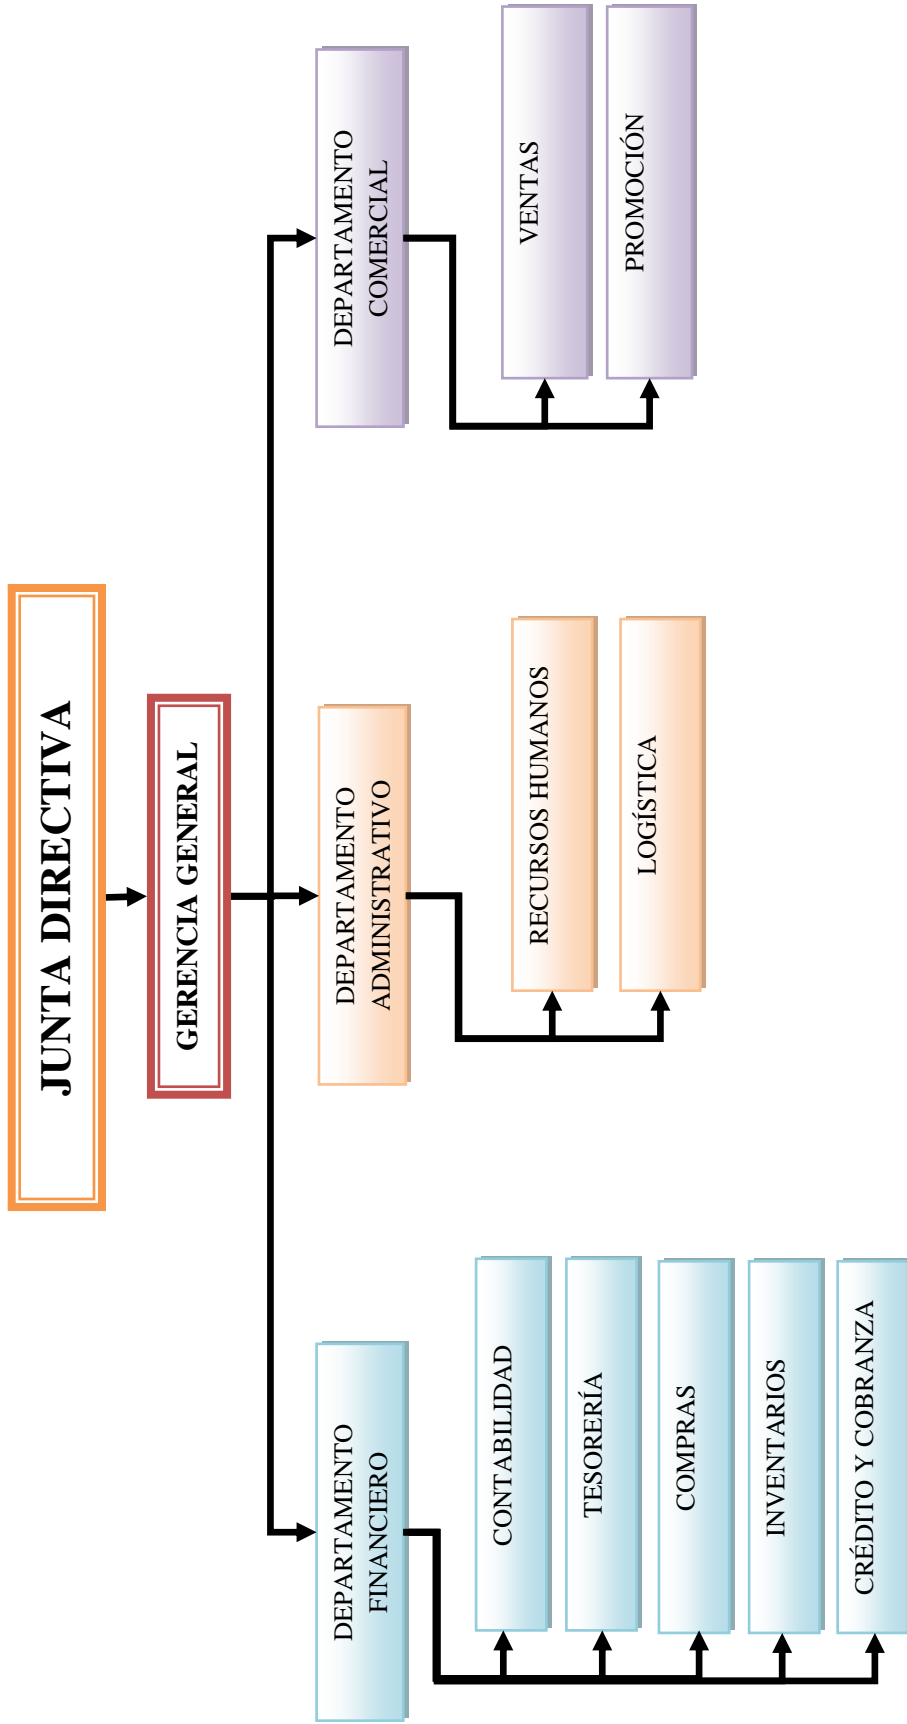 JUNTA DIRECTIVA
GERENCIA GENERAL
DEPARTAMENTO
FINANCIERO
CONTABILIDAD
TESORERÍA
COMPRAS
INVENTARIOS
CRÉDITO Y COBRANZA
DEPARTAMENTO
ADMINISTRATIVO
RECURSOS HUMANOS
LOGÍSTICA
DEPARTAMENTO
COMERCIAL
VENTAS
PROMOCIÓN